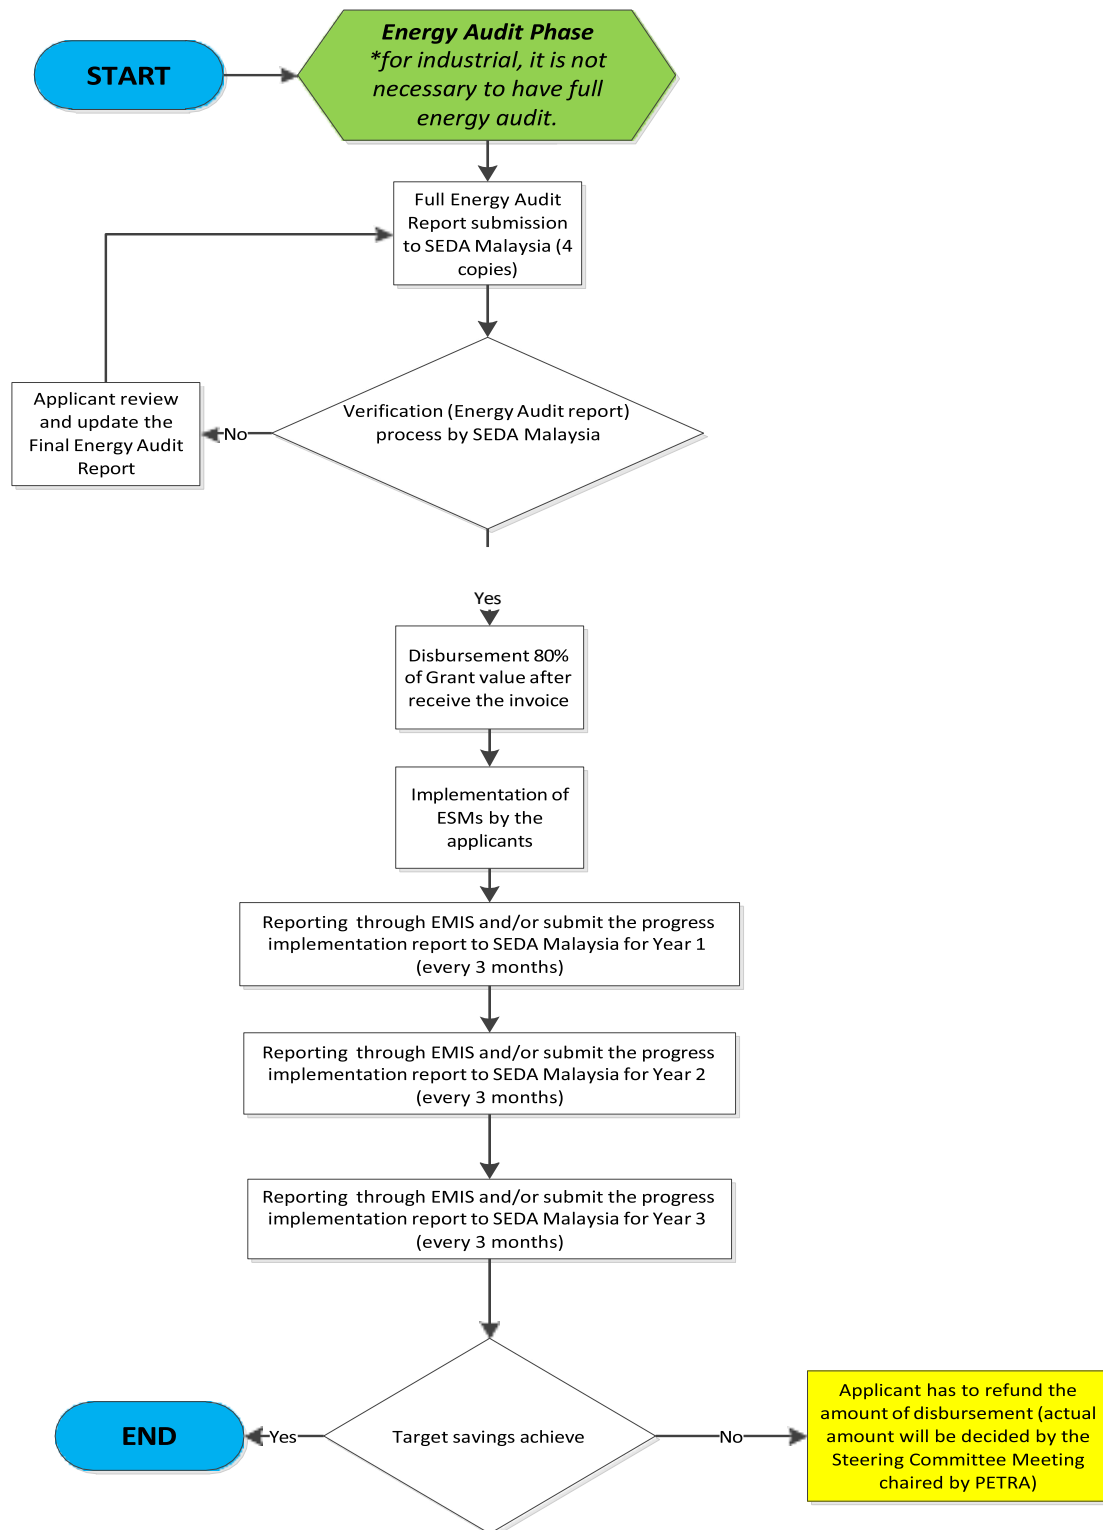 START
Energy Audit Phase
*for industrial, it is not
necessary to have full
energy audit.
Full Energy Audit
Report submission
to SEDA Malaysia (4
copies)
Applicant review
and update the
Final Energy Audit
Report
No
Verification (Energy Audit report)
process by SEDA Malaysia
Yes
Disbursement 80%
of Grant value after
receive the invoice
Implementation of
ESMs by the
applicants
Reporting through EMIS and/or submit the progress
implementation report to SEDA Malaysia for Year 1
(every 3 months)
Reporting through EMIS and/or submit the progress
implementation report to SEDA Malaysia for Year 2
(every 3 months)
Reporting through EMIS and/or submit the progress
implementation report to SEDA Malaysia for Year 3
(every 3 months)
END
Yes
Target savings achieve
No
Applicant has to refund the
amount of disbursement (actual
amount will be decided by the
Steering Committee Meeting
chaired by PETRA)